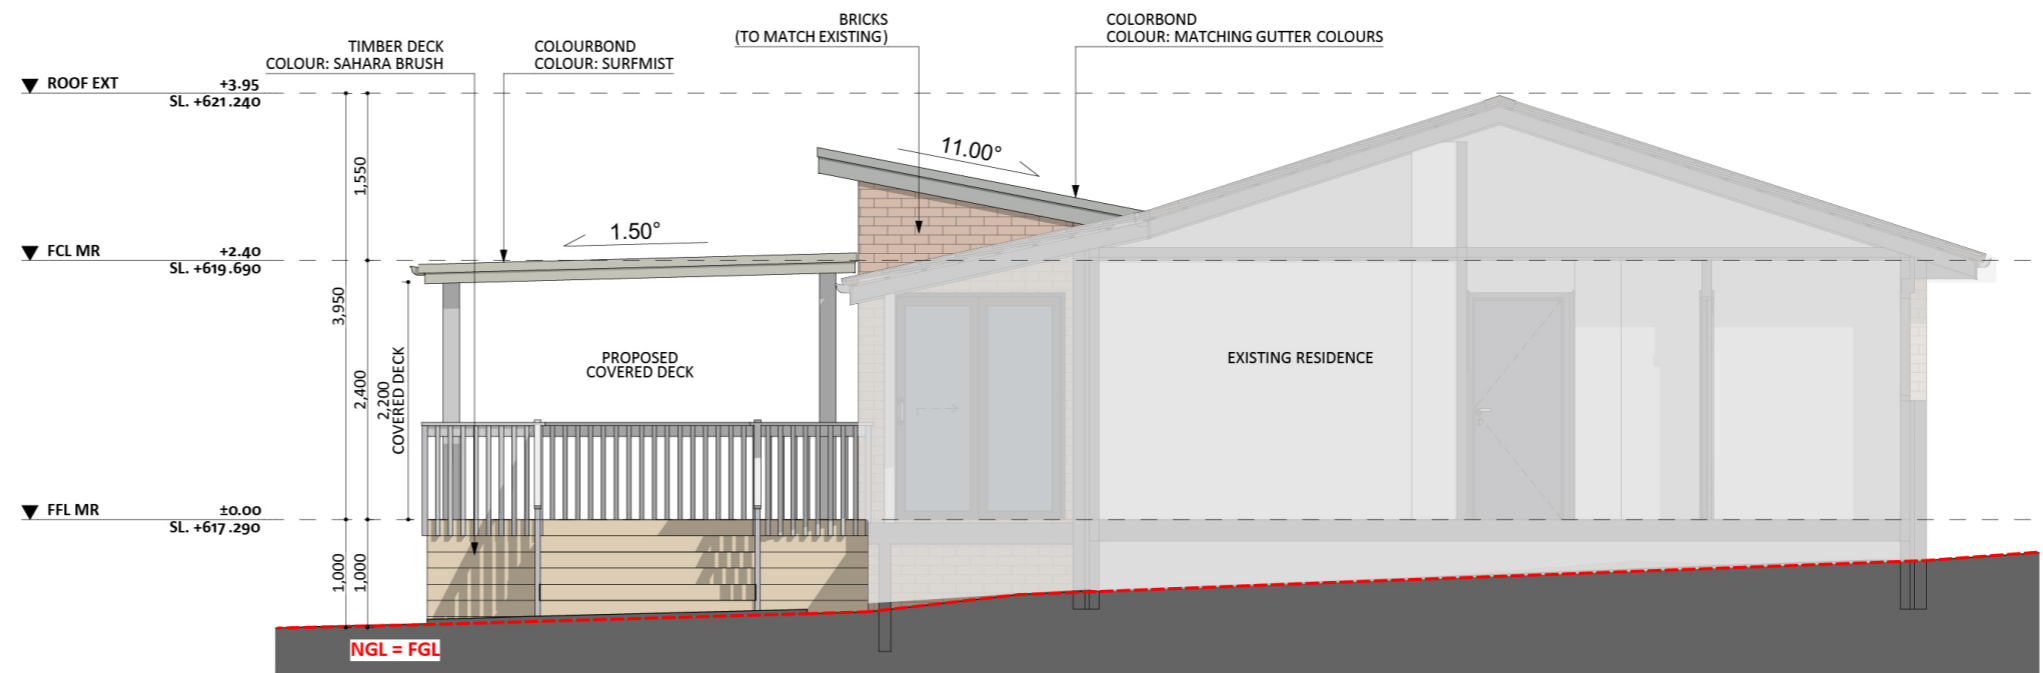 BRICKS
(TO MATCH EXISTING)
COLORBOND
COLOUR: MATCHING GUTTER COLOURS
TIMBER DECK
COLOUR: SAHARA BRUSH
COLOURBOND
COLOUR: SURFMIST
ROOF EXT +3.95
SL. +621.240
11.00°
1,550
1.50°
FCL MR +2.40
SL. +619.690
3,950
2,400
2,200
COVERED DECK
PROPOSED
COVERED DECK
EXISTING RESIDENCE
FFL MR ±0.00
SL. +617.290
1,000
1,000
NGL = FGL